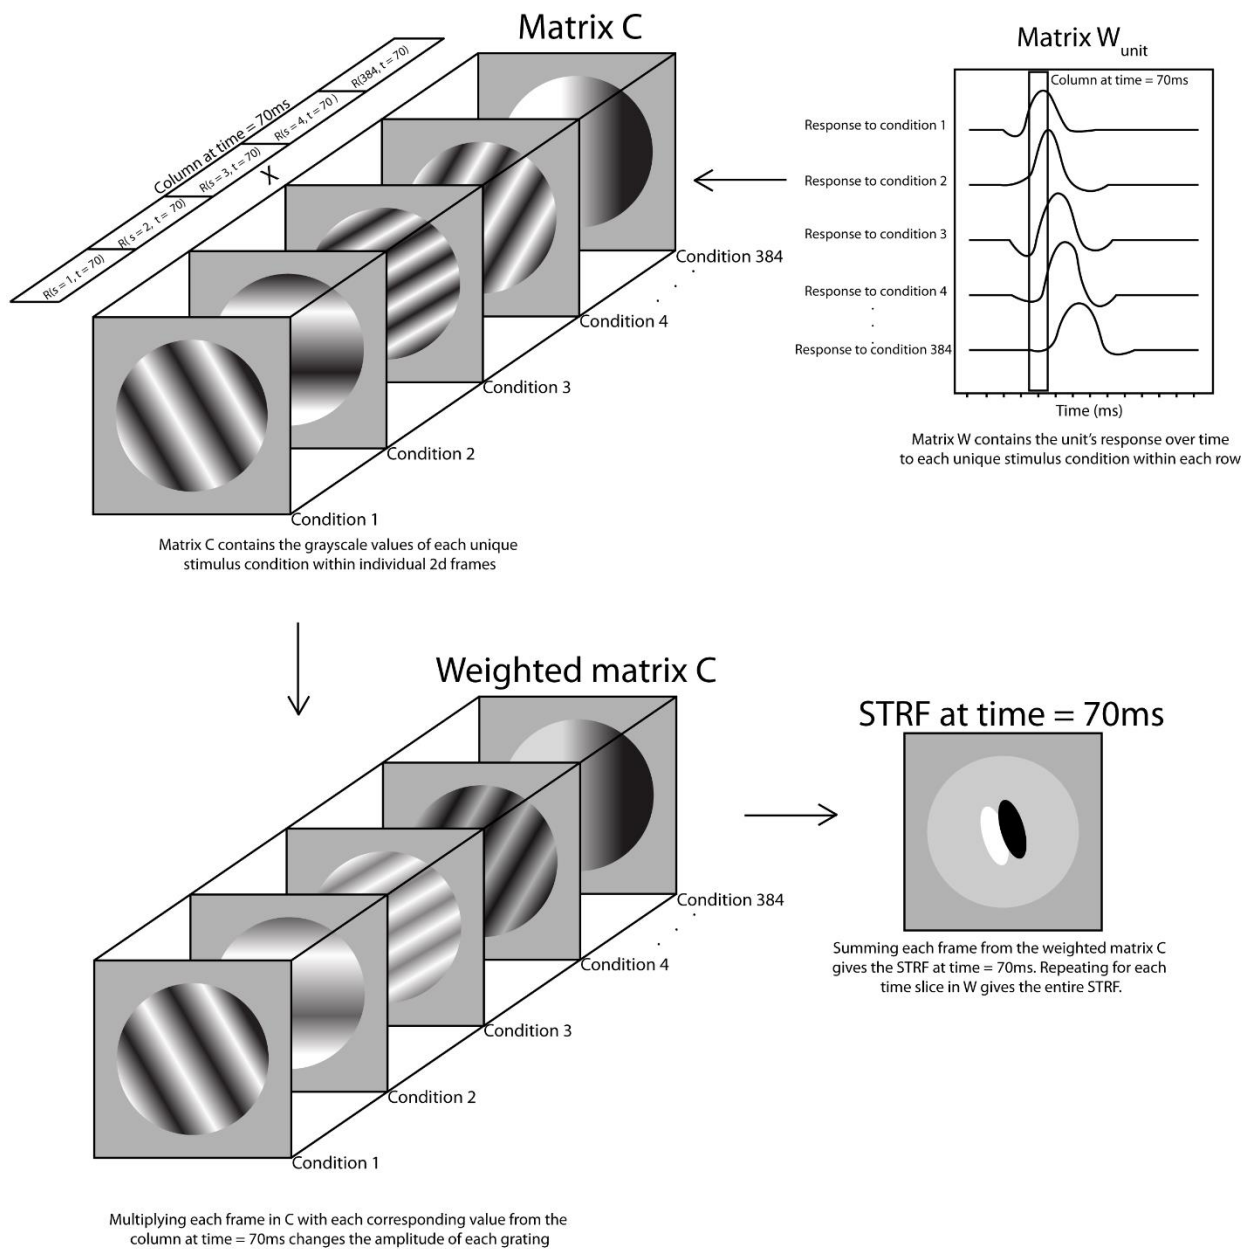 Matrix C
Matrix W unit
Column at time = 70ms
R(s = 1, t = 70)
R( s = 2, t = 70)
R(s = 3, t = 70)
R(s = 4, t = 70 )
R(384, t = 70)
X
Condition 1
Condition 2
Condition 3
Condition 4
Condition 384
Matrix C contains the grayscale values of each unique
stimulus condition within individual 2d frames
Column at time = 70ms
Response to condition 1
Response to condition 2
Response to condition 3
Response to condition 4
Response to condition 384
Time (ms)
Matrix W contains the unit's response over time
to each unique stimulus condition within each row
Weighted matrix C
Condition 1
Condition 2
Condition 3
Condition 4
Condition 384
Multiplying each frame in C with each corresponding value from the
column at time = 70ms changes the amplitude of each grating
STRF at time = 70ms
Summing each frame from the weighted matrix C
gives the STRF at time = 70ms. Repeating for each
time slice in W gives the entire STRF.